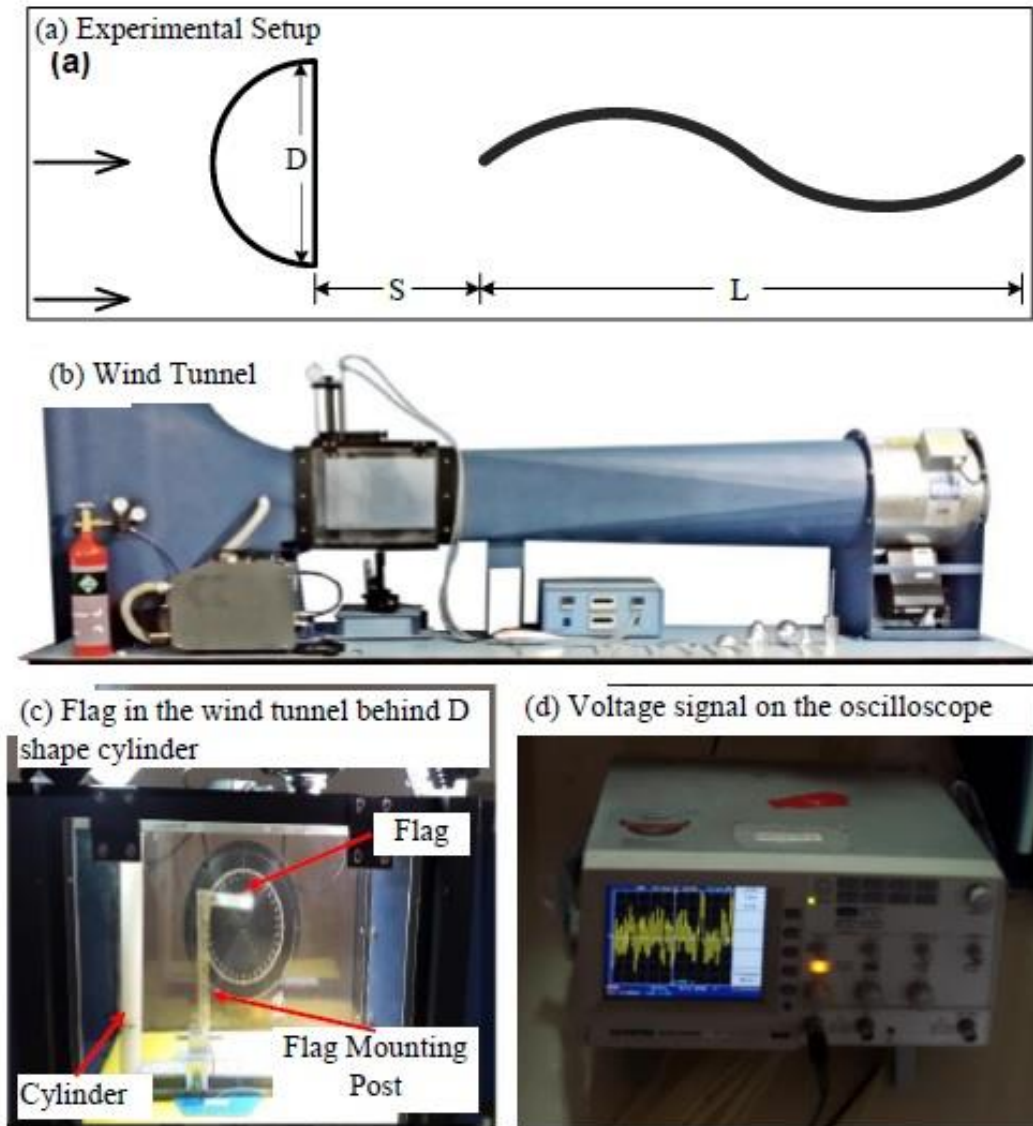 (a) Experimental Setup
(a)
D
S
L
(b) Wind Tunnel
(c) Flag in the wind tunnel behind D
shape cylinder
Flag
Flag Mounting
Post
Cylinder
(d) Voltage signal on the oscilloscope